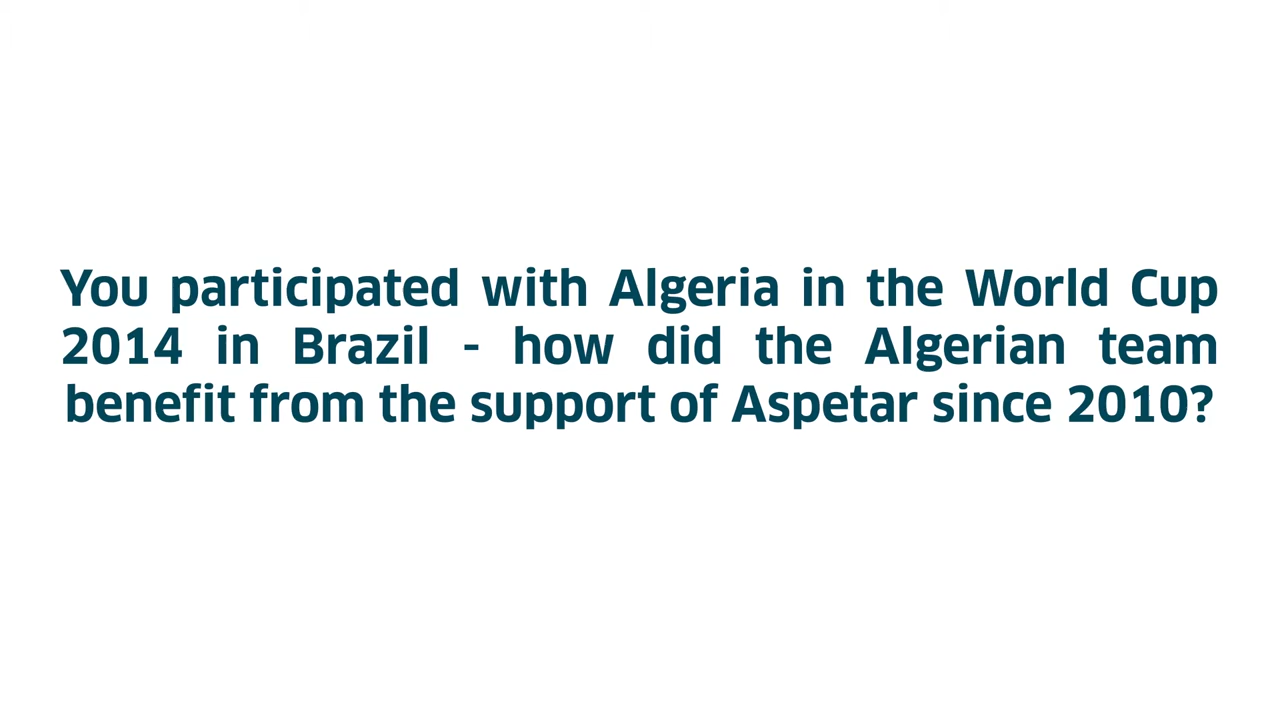 You participated with Algeria in the World Cup
2014 in Brazil - how did the Algerian team
benefit from the support of Aspetar since 2010?